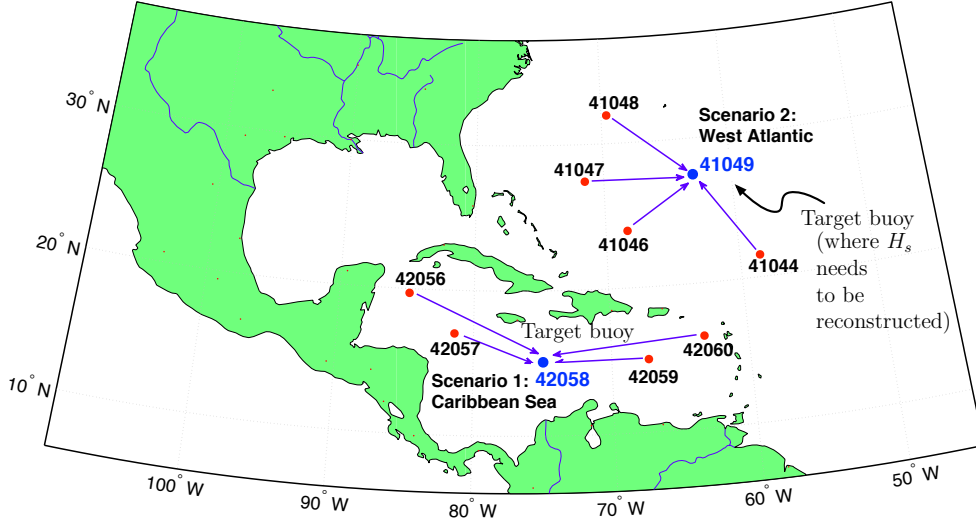 30° N
20° N
10° N
100° W
90° W
80° W
70° W
60° W
50° W
41048
Scenario 2:
West Atlantic
41047
41049
41046
41044
Target buoy
(where H_s
needs
to be
reconstructed)
42056
42057
Target buoy
42060
42059
Scenario 1:
42058
Caribbean Sea